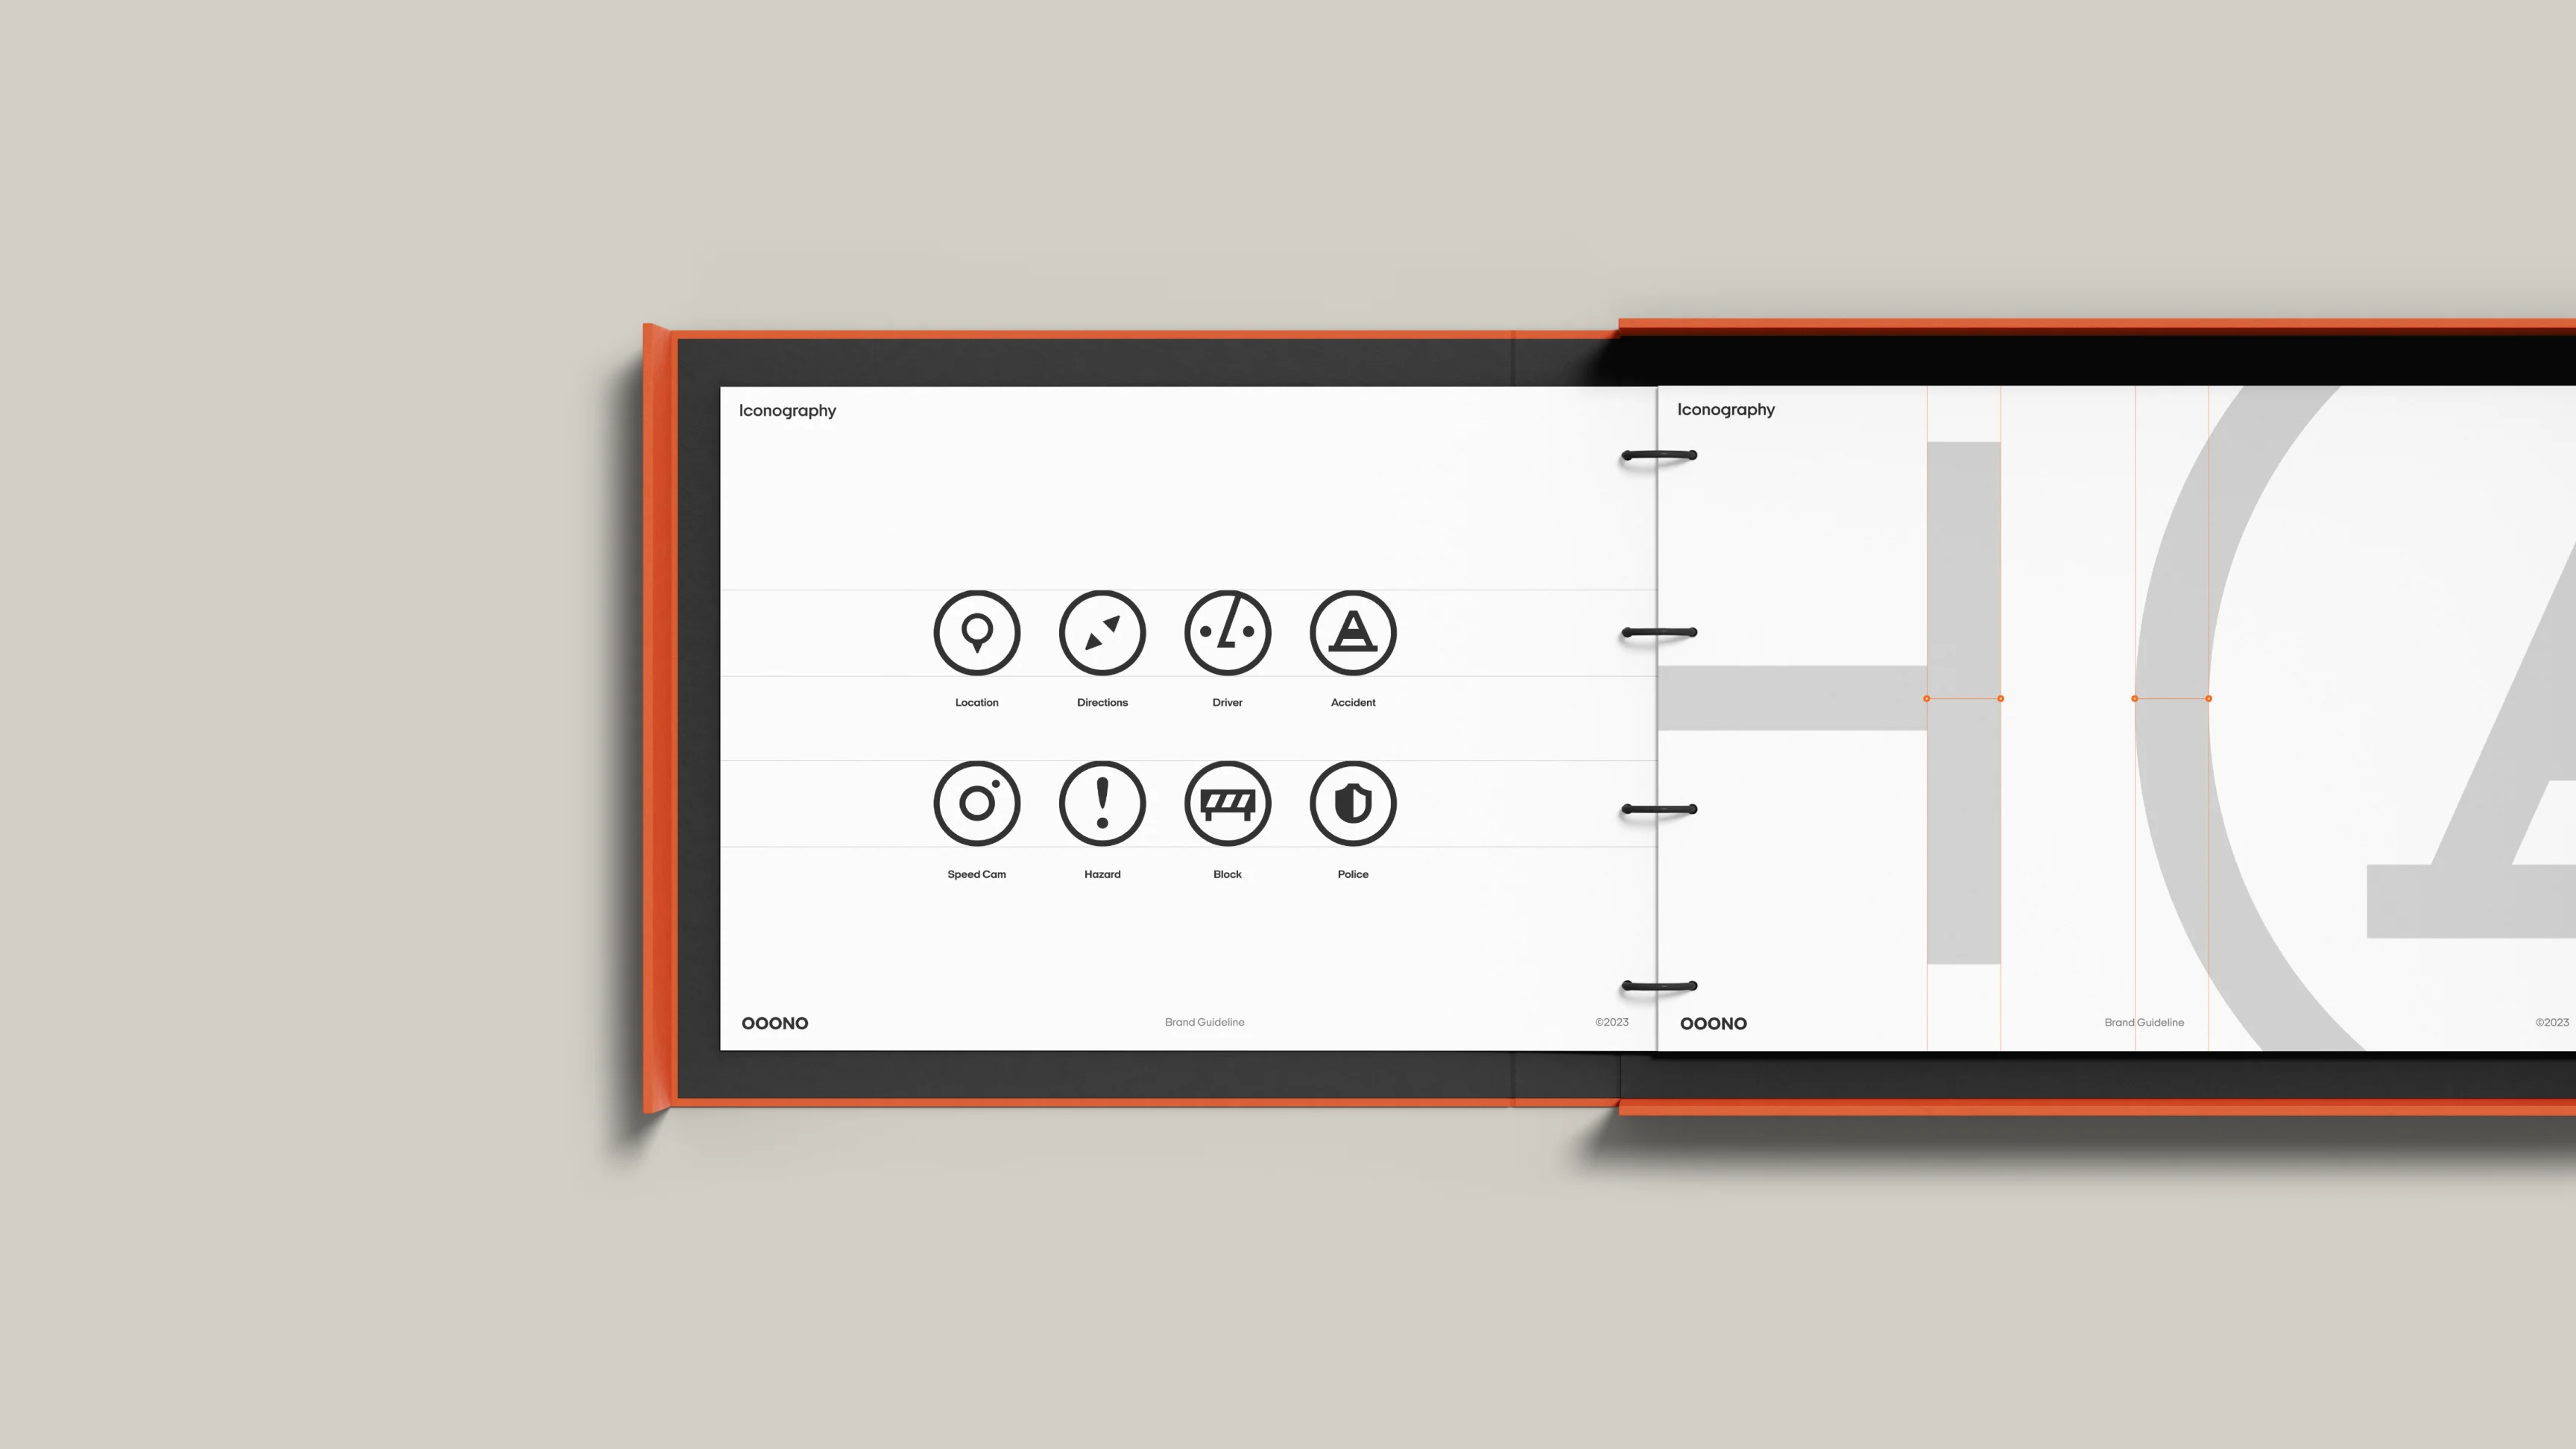 Iconography
Location Directions Driver Accident
Speed Cam Hazard Block Police
OOONO Brand Guideline ©2023
Iconography
OOONO Brand Guideline ©2023